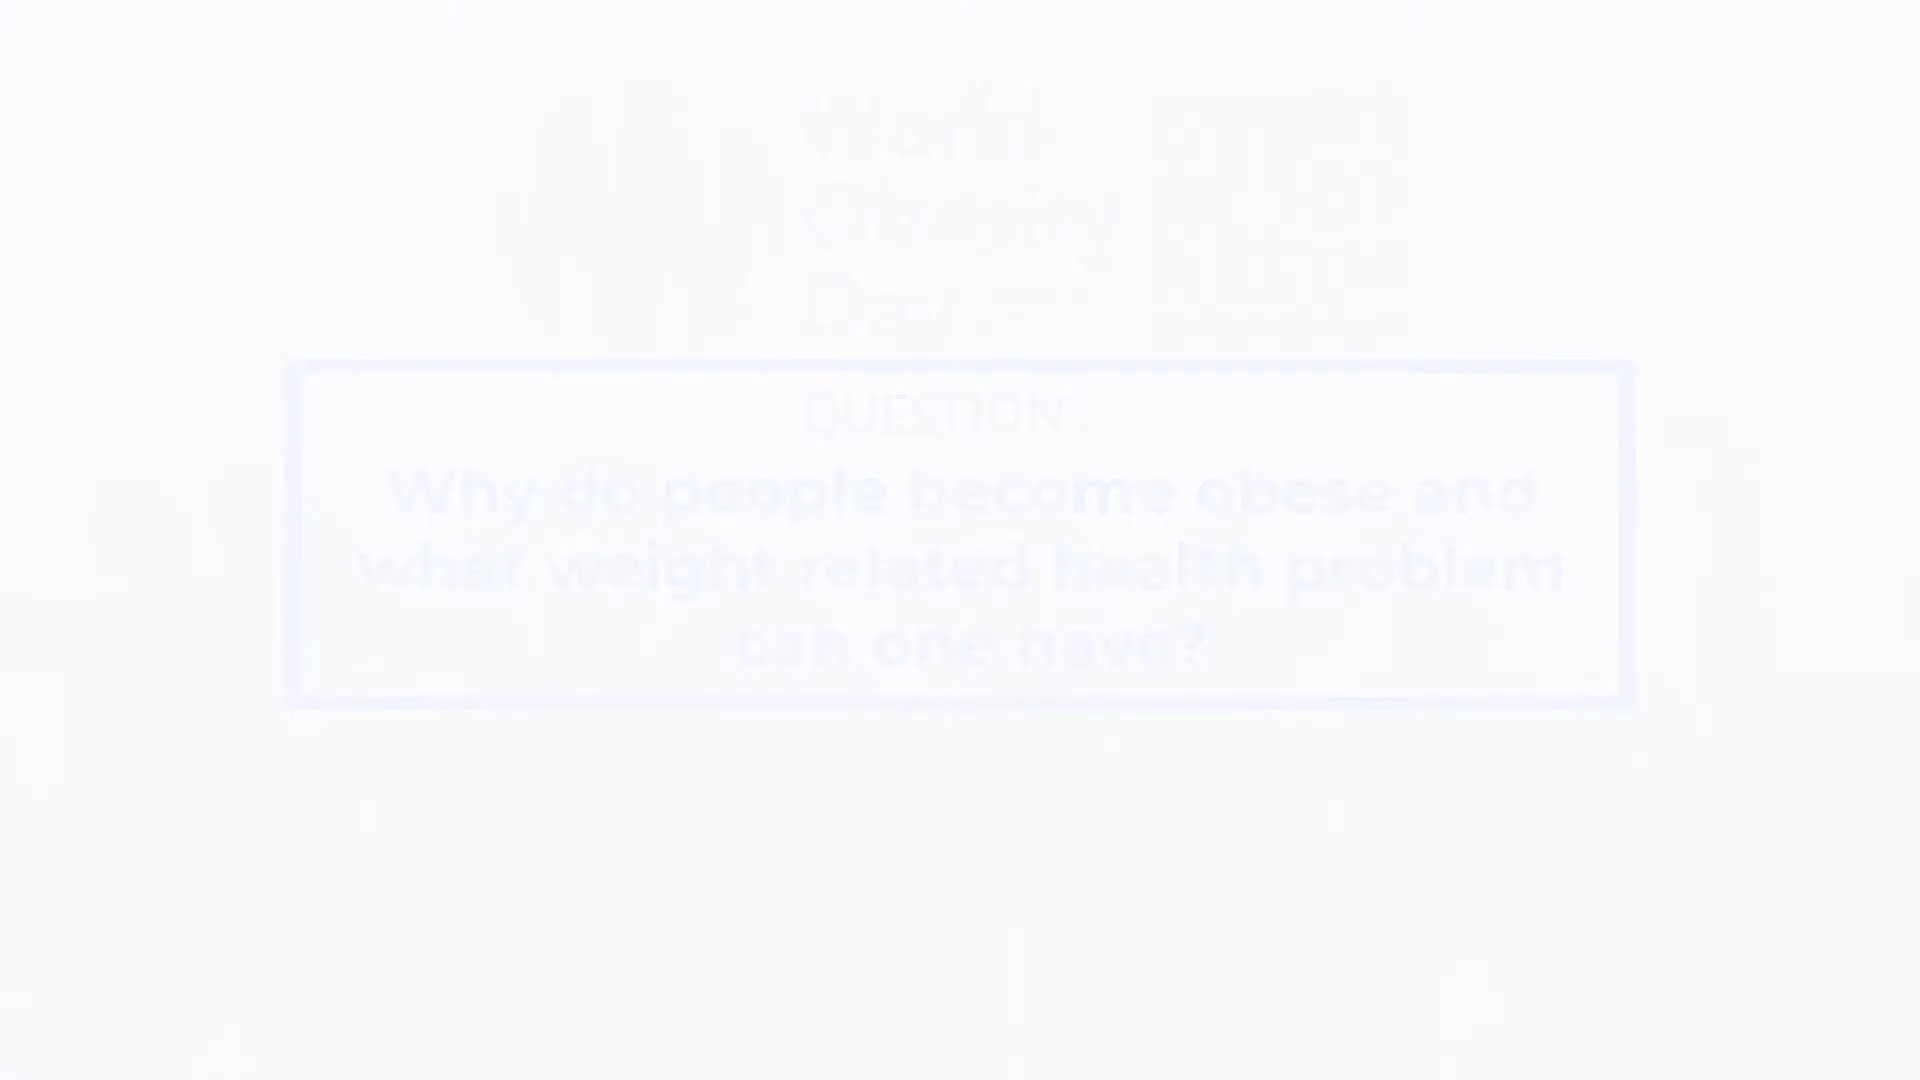 World
Obesity
Day
QUESTION:
Why do people become obese and
what weight related health problem
can one have?